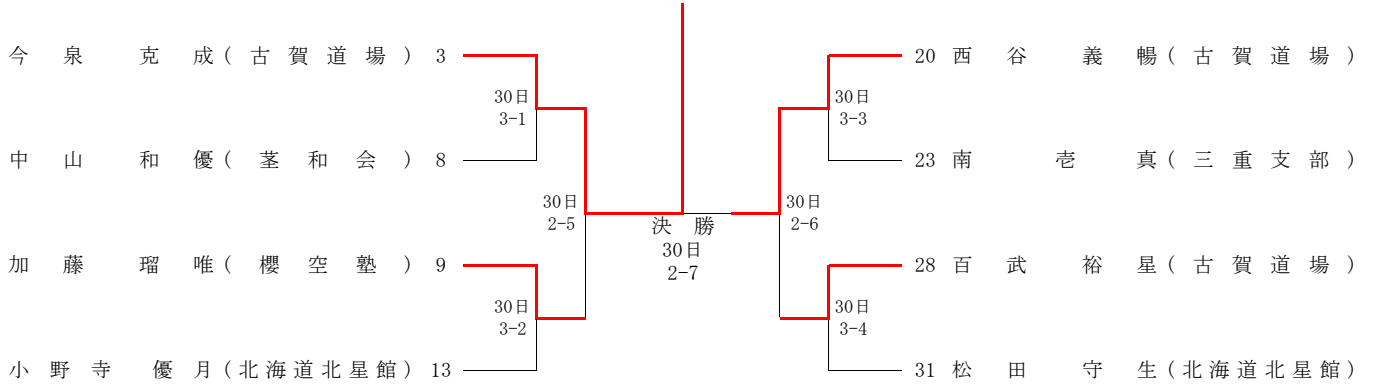 今泉 克成(古賀道場) 3
30日
3-1
中山 和優(茎和会) 8
30日
2-5
加藤 瑠唯(櫻空塾) 9
30日
3-2
小野寺 優月(北海道北星館) 13
決勝
30日
2-7
20 西谷 義暢(古賀道場)
30日
3-3
23 南 壱真(三重支部)
30日
2-6
28 百武 裕星(古賀道場)
30日
3-4
31 松田 守生(北海道北星館)